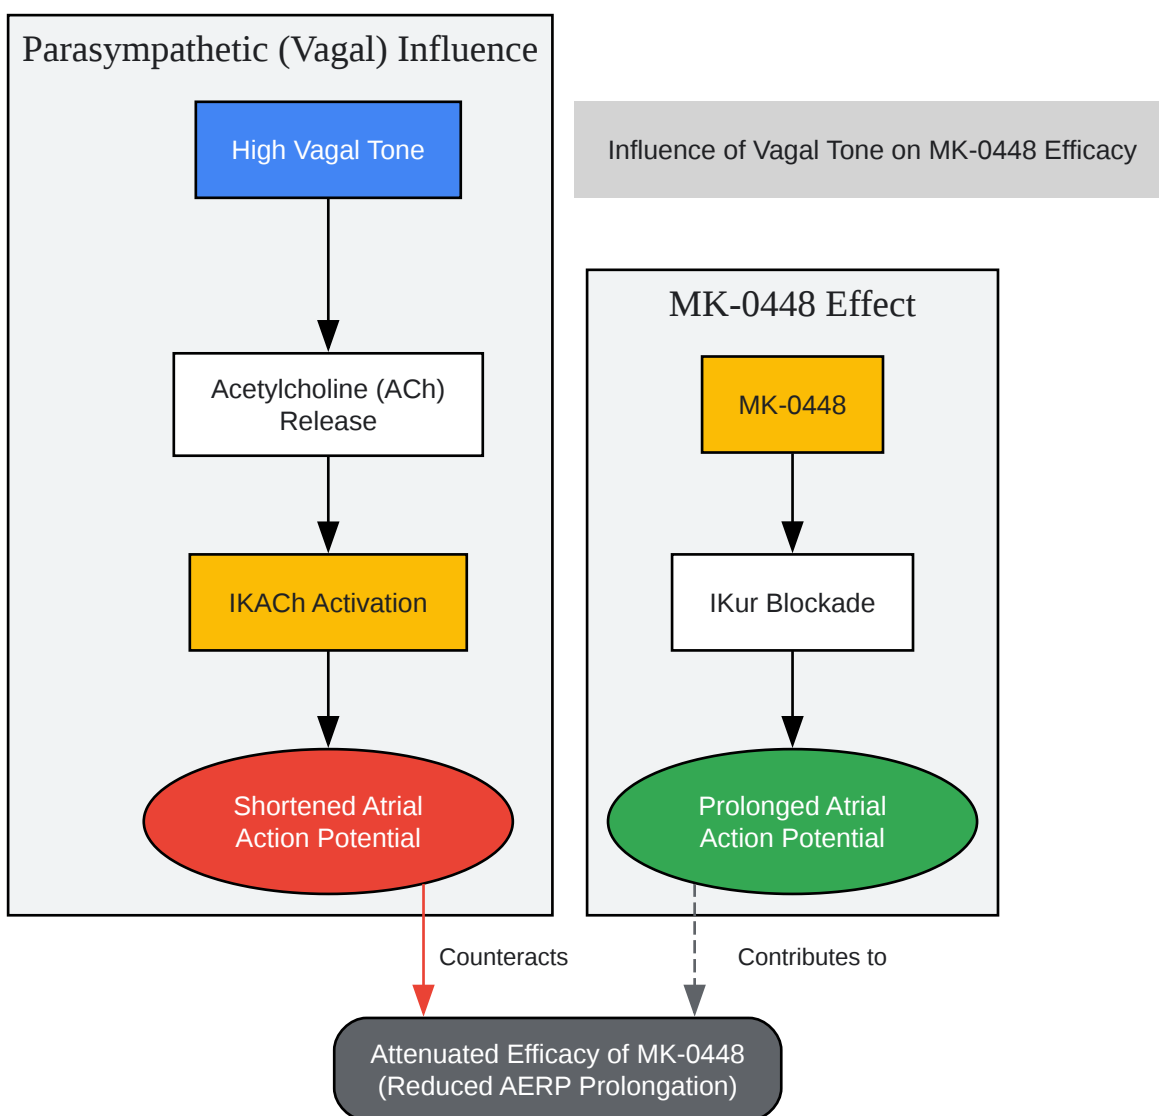 Parasympathetic (Vagal) Influence
High Vagal Tone
Acetylcholine (ACh)
Release
IKACh Activation
Shortened Atrial
Action Potential
Influence of Vagal Tone on MK-0448 Efficacy
MK-0448 Effect
MK-0448
IKur Blockade
Prolonged Atrial
Action Potential
Counteracts
Contributes to
Attenuated Efficacy of MK-0448
(Reduced AERP Prolongation)